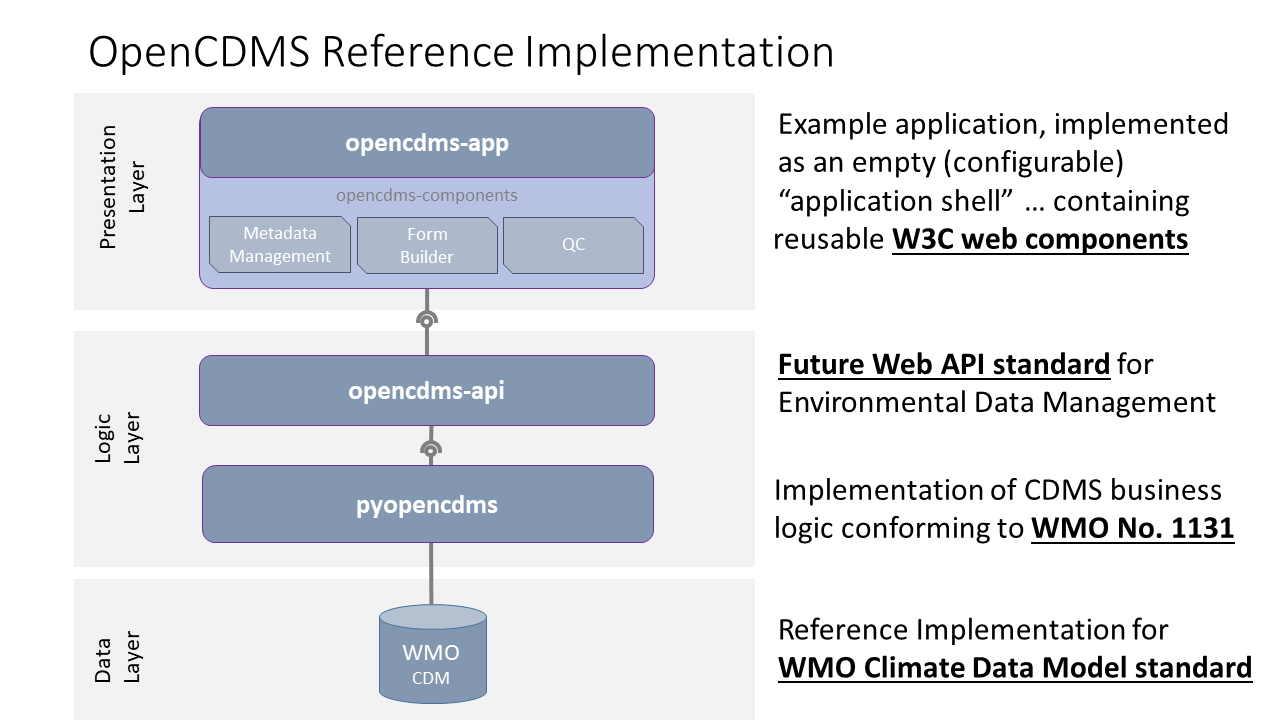 OpenCDMS Reference Implementation
Presentation
Layer
opencdms-app
opencdms-components
Metadata
Management
Form
Builder
QC
Example application, implemented
as an empty (configurable)
“application shell” … containing
reusable W3C web components
Logic
Layer
opencdms-api
Future Web API standard for
Environmental Data Management
pyopencdms
Implementation of CDMS business
logic conforming to WMO No. 1131
Data
Layer
WMO
CDM
Reference Implementation for
WMO Climate Data Model standard